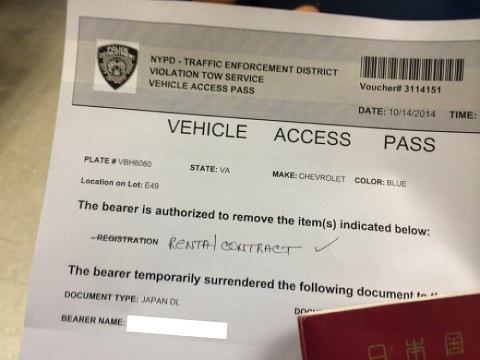 NYPD - TRAFFIC ENFORCEMENT DISTRICT
VIOLATION TOW SERVICE
VEHICLE ACCESS PASS
Voucher# 3114151
DATE: 10/14/2014 TIME:
VEHICLE ACCESS PASS
PLATE # VBH6060 STATE: VA MAKE: CHEVROLET COLOR: BLUE
Location on Lot: E49
The bearer is authorized to remove the item(s) indicated below:
REGISTRATION RENTAL CONTRACT ✓
The bearer temporarily surrendered the following document
DOCUMENT TYPE: JAPAN DL
BEARER NAME:
日本国